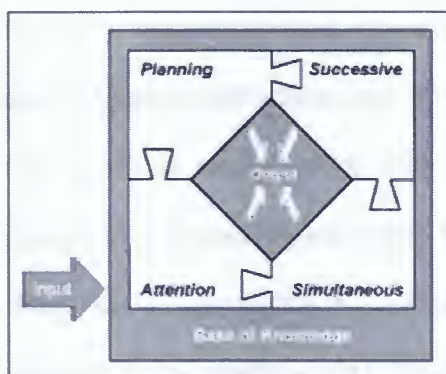 Planning Successive
Input
Attention Simultaneous
Base of Knowledge